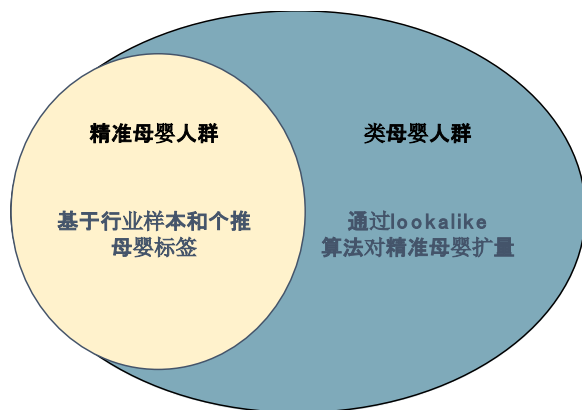 精准母婴人群
基于行业样本和个推
母婴标签
类母婴人群
通过lookalike
算法对精准母婴扩量